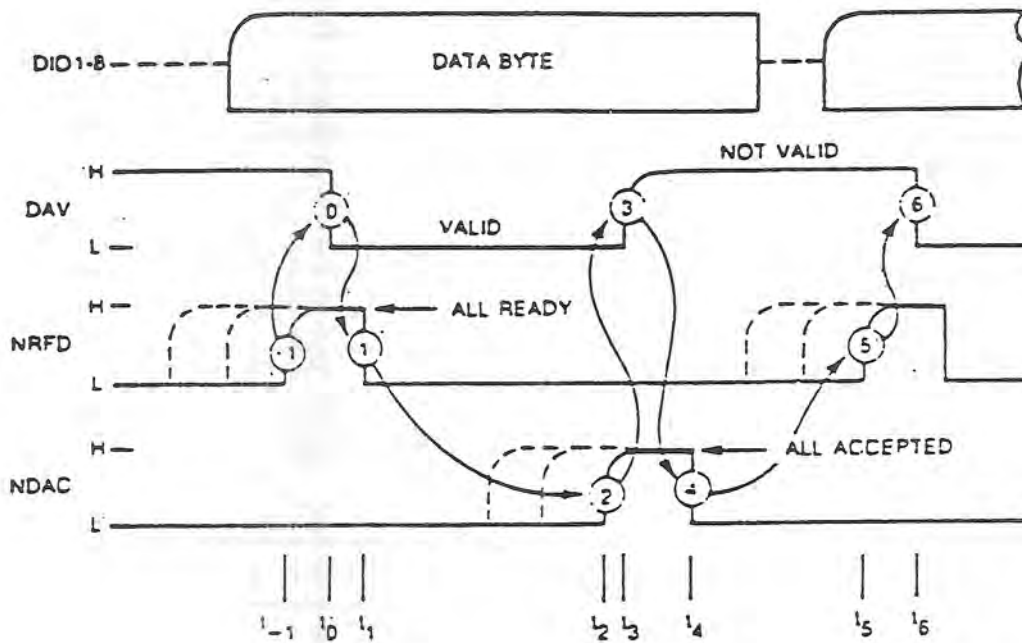 DIO1-8
DATA BYTE
NOT VALID
H
DAV
0
3
6
VALID
L
H
ALL READY
NRFD
-1
1
5
L
H
ALL ACCEPTED
NDAC
2
4
L
t-1 t0 t1 t2 t3 t4 t5 t6